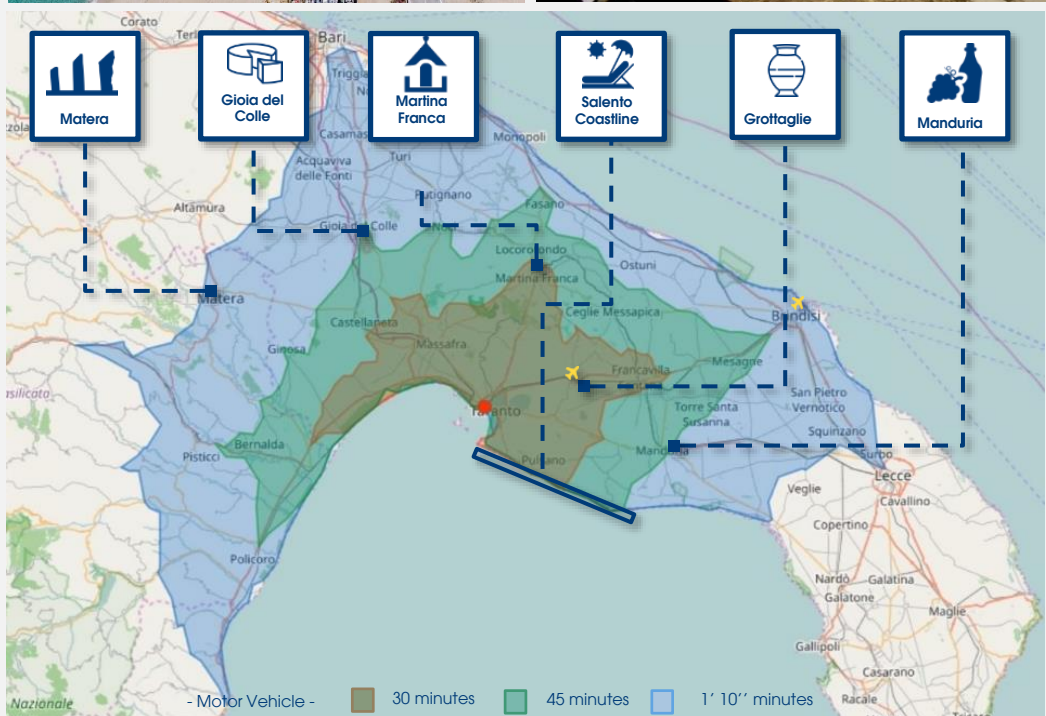 Corato
Bari
Matera
Gioia del
Colle
Martina
Franca
Salento
Coastline
Grottaglie
Manduria
Monopoli
Turi
Acquaviva
delle Fonti
Putignano
Altamura
Fasano
Gioia del Colle
Noci
Locorotondo
Ostuni
Martina Franca
Matera
Brindisi
Ceglie Messapica
Castellaneta
Massafra
Ginosa
Mesagne
Francavilla
San Pietro
Vernotico
Taranto
Torre Santa
Susanna
Squinzano
Bernalda
Pisticci
Manduria
Pulsano
Surbo
Lecce
Veglie
Cavallino
Copertino
Policoro
Nardò
Galatina
Galatone
Maglie
Gallipoli
Casarano
Racale
Nazionale
- Motor Vehicle -
30 minutes
45 minutes
1' 10'' minutes